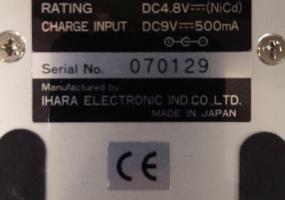 RATING DC4.8V⎓(NiCd)
CHARGE INPUT DC9V⎓500mA
Serial No. 070129
Manufactured by
IHARA ELECTRONIC IND.CO.,LTD.
MADE IN JAPAN
CE